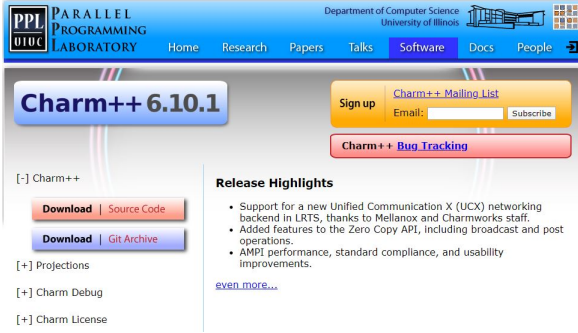 PPL
UIUC
PARALLEL
PROGRAMMING
LABORATORY
Department of Computer Science
University of Illinois
Home Research Papers Talks Software Docs People
Charm++ 6.10.1
Sign up
Charm++ Mailing List
Email: Subscribe
Charm++ Bug Tracking
[-] Charm++
Download | Source Code
Download | Git Archive
[+] Projections
[+] Charm Debug
[+] Charm License
Release Highlights
• Support for a new Unified Communication X (UCX) networking
backend in LRTS, thanks to Mellanox and Charmworks staff.
• Added features to the Zero Copy API, including broadcast and post
operations.
• AMPI performance, standard compliance, and usability
improvements.
even more...